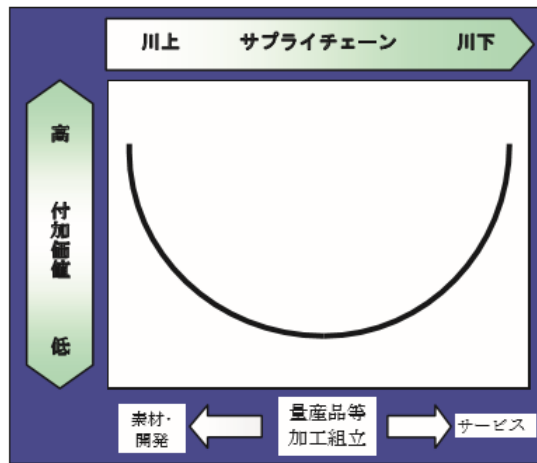 川上 サプライチェーン 川下
高
付加価値
低
素材・
開発
量産品等
加工組立
サービス